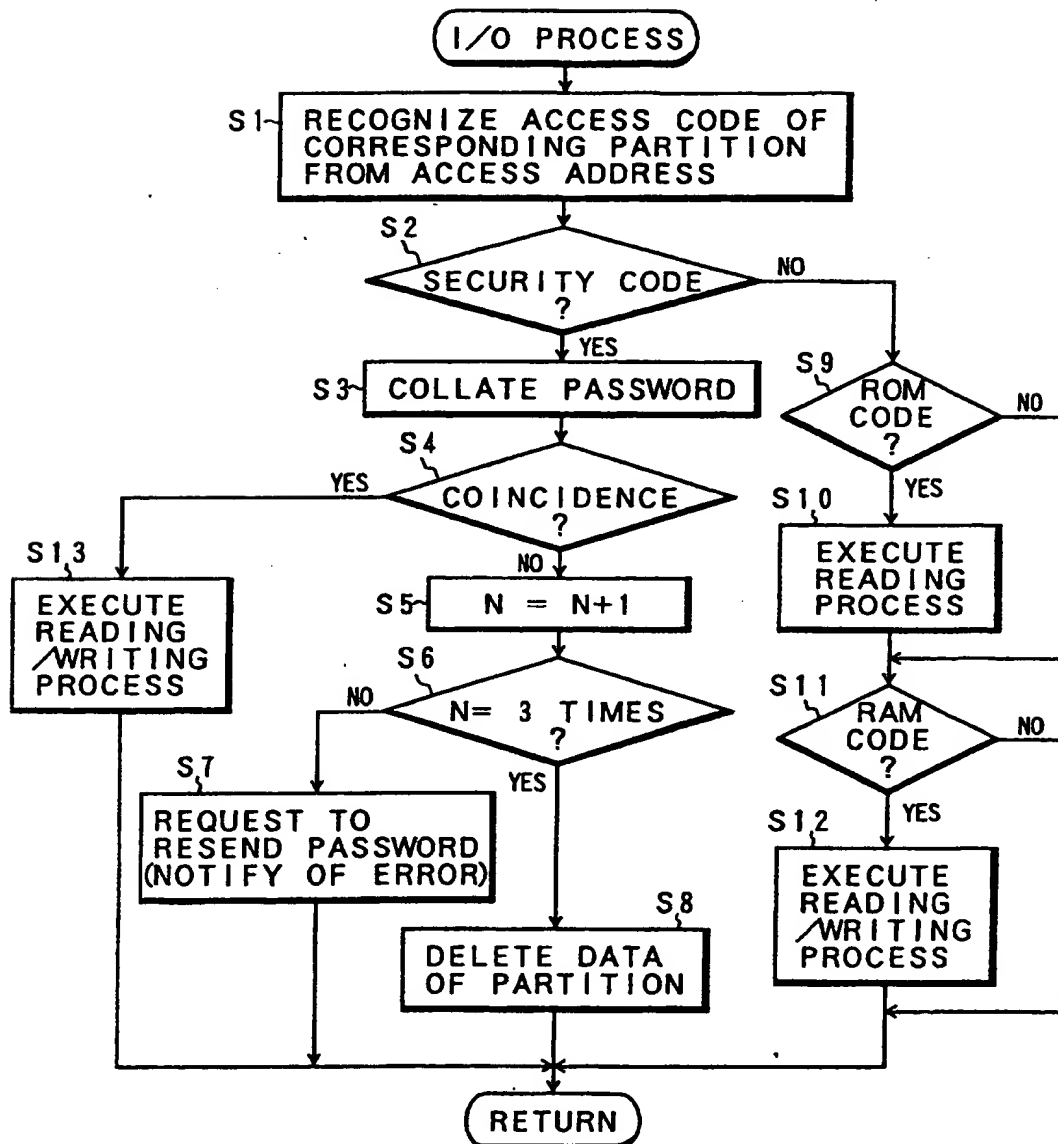 I/O PROCESS
S1
RECOGNIZE ACCESS CODE OF
CORRESPONDING PARTITION
FROM ACCESS ADDRESS
S2
SECURITY CODE
?
NO
YES
S3
COLLATE PASSWORD
S9
ROM
CODE
?
NO
YES
S4
YES
COINCIDENCE
?
NO
S10
EXECUTE
READING
PROCESS
S13
EXECUTE
READING
/WRITING
PROCESS
S5
N = N+1
S6
NO
N= 3 TIMES
?
YES
S11
RAM
CODE
?
NO
YES
S7
REQUEST TO
RESEND PASSWORD
(NOTIFY OF ERROR)
S12
EXECUTE
READING
/WRITING
PROCESS
S8
DELETE DATA
OF PARTITION
RETURN